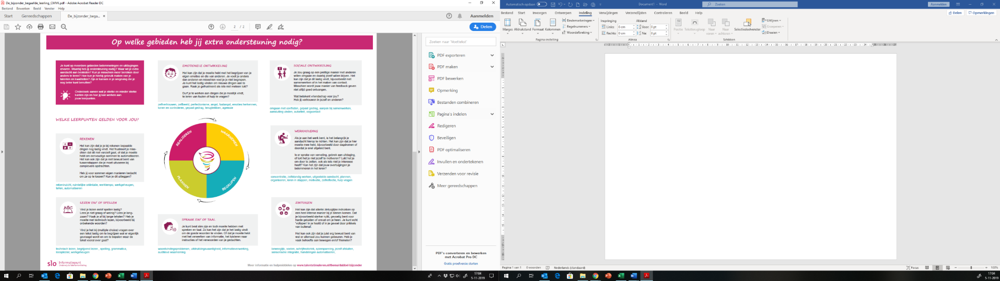 De_bijzonder_begaafde_leerling_CMYK.pdf - Adobe Acrobat Reader DC
Bestand Bewerken Beeld Venster Help
Start Gereedschappen De_bijzonder_bega... × Aanmelden
2 / 2 Delen
Op welke gebieden heb jij extra ondersteuning nodig?
Je kunt op meerdere gebieden belemmeringen en uitdagingen
ervaren. Waarbij heb jij ondersteuning nodig? Waar wil je extra
aandacht aan besteden? Kun je misschien meer bereiken door
anders te leren? Hoe kun je hierbij gebruik maken van je
talenten en kwaliteiten? Zijn er kansen in je omgeving die je
nog beter kunt benutten?
Onderzoek samen wat je sterke en minder sterke
kanten zijn en hoe jij kan werken aan
jouw leerpunten.
EMOTIONELE ONTWIKKELING
Het kan zijn dat je moeite hebt met het begrijpen van je
eigen emoties en die van anderen. Je voelt je anders
dan anderen en misschien voel je je niet begrepen.
Je kunt het lastig vinden om nieuwe dingen aan te
gaan. Raak je gefrustreerd als iets niet meteen lukt?
Durf je te werken aan dingen die je moeilijk vindt,
te leren van fouten of hulp te vragen?
zelfvertrouwen, zelfbeeld, perfectionisme, angst, faalangst, emoties herkennen,
tonen en controleren, gepast gedrag, terugtrekken, agressie
SOCIALE ONTWIKKELING
Je zou graag op een prettige manier met anderen
willen omgaan en daarbij jezelf willen blijven. Het
kan zijn dat je dit lastig vindt, bijvoorbeeld met
samenwerken of in het maken van contact.
Misschien wordt jouw manier van feedback geven
niet altijd goed ontvangen.
Wat betekent vriendschap voor jou?
Heb jij vertrouwen in jezelf en anderen?
omgaan met conflicten, gepast gedrag, aanpak bij samenwerken,
aansluiting vinden, autoriteit, oogcontact
WELKE LEERPUNTEN GELDEN VOOR JOU?
REKENEN
Het kan zijn dat je je bij rekenen bepaalde
dingen nog lastig vindt. Het frustreert je miss-
chien dat dit niet vanzelf gaat, of dat je moeite
hebt om eenvoudige sommen te automatiseren.
Het kan ook zijn dat je niet bewust bent van
tussenstappen die je moet uitvoeren bij
complexere opdrachten.
Heb jij voor sommen eigen manieren bedacht
om ze op te lossen? Kun je dit uitleggen?
rekeninzicht, ruimtelijke oriëntatie, werktempo, werkgeheugen,
tellen, automatiseren
REALISEREN
WAARNEMEN
PLANNEN
BEGRIJPEN
WERKHOUDING
Als je aan het werk bent, is het belangrijk je
aandacht hierop te richten. Het kan zijn dat je hier
moeite mee hebt, bijvoorbeeld door dagdromen of
doordat je snel afgeleid bent.
Is er sprake van verveling, gebrek aan uitdaging,
of lukt het je niet jezelf te motiveren? Lukt het je
om door te zetten, ook als iets niet je interesse
heeft? Kan het zijn dat jouw overtuigingen je
belemmeren in het leren?
concentratie, zelfstandig werken, uitgestelde aandacht, plannen,
organiseren, leren in stappen, motivatie, zelfreflectie, hulp vragen
LEZEN EN/ OF SPELLEN
ABC
Vind je lezen en/of spellen lastig?
Lees je niet graag of weinig? Lees je lang-
zaam? Haak je af bij lange teksten? Heb je
moeite met technisch lezen, bijvoorbeeld bij
onbekende woorden?
Vind je het bij (multiple choice) vragen over
een tekst lastig om te begrijpen wat er eigenlijk
gevraagd wordt en om te bepalen waar de
tekst vooral over gaat?
technisch lezen, begrijpend lezen , spelling, grammatica,
leesplezier, werkgeheugen
SPRAAK EN/ OF TAAL
Je kunt best slim zijn en toch moeite hebben met
spreken en taal. Zo kan het zijn dat je het lastig vindt
om de goede woorden te vinden. Of dat je moeite hebt
met het verwerken van informatie, het luisteren naar
instructies of het verwoorden van je gedachten.
woordvindingsproblemen, uitdrukkingsvaardigheid, informatieverwerking,
auditieve waarneming
ZINTUIGEN
Het kan zijn dat allerlei zintuiglijke indrukken op
een heel intense manier bij je binnen komen. Dat
je bijvoorbeeld sterker ruikt, gevoelig bent voor
harde geluiden of onrust om je heen. Je kunt echt
'vollopen' in je hoofd of in je gevoel door prikkels
van buitenaf.
Het kan ook zijn dat je juist erg bewust bent van
wat er allemaal zou kunnen gebeuren. Heb je
vaak behoefte aan bewegen en/of friemelen?
beweeglijk, voelen, schrijfmotoriek, spierspanning, jezelf afsluiten,
sensorische integratie, handelingen automatiseren,
slo Informatiepunt
Onderwijs & talentontwikkeling
Meer informatie en hulpmiddelen op www.talentstimuleren.nl/thema/dubbel-bijzonder
Zoeken naar 'Voettekst'
PDF exporteren
PDF maken
PDF bewerken
Opmerking
Bestanden combineren
Pagina's indelen
Redigeren
Beveiligen
PDF optimaliseren
Invullen en ondertekenen
Verzenden voor revisie
Meer gereedschappen
PDF's converteren en bewerken
met Acrobat Pro DC
Gratis proefversie starten
17:04
5-11-2019
Automatisch opslaan Document1 - Word Zoeken Aanmelden
Bestand Start Invoegen Ontwerpen Indeling Verwijzingen Verzendlijsten Controleren Beeld Help Delen Opmerkingen
Marges Afdrukstand Formaat Kolommen
Eindemarkeringen
Regelnummers
Woordafbreking
Pagina-instelling
Inspringing Afstand
Links: 0 cm Voor: 0 pt
Rechts: 0 cm Na: 8 pt
Alinea
Positie Tekstterugloop Naar voren Naar achteren Selectiedeelvenster
Uitlijnen
Groeperen
Draaien
Schikken
Pagina 1 van 1 0 woorden Nederlands (standaard) Focus 100%
17:04
5-11-2019